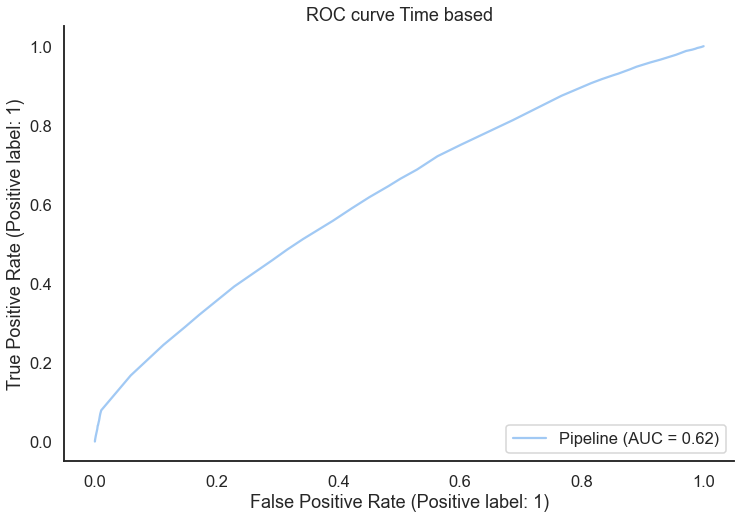 ROC curve Time based
True Positive Rate (Positive label: 1)
1.0
0.8
0.6
0.4
0.2
0.0
Pipeline (AUC = 0.62)
0.0 0.2 0.4 0.6 0.8 1.0
False Positive Rate (Positive label: 1)